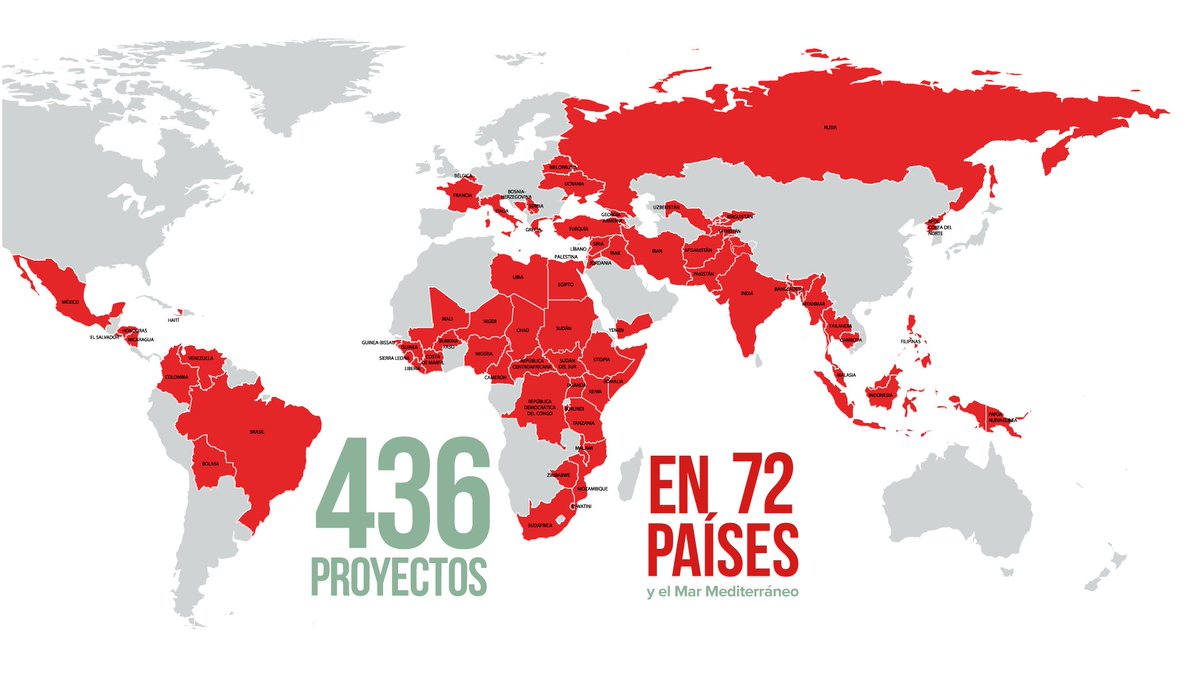 RUSIA
BÉLGICA
BIELORRUSIA
UCRANIA
FRANCIA
BOSNIA-
HERZEGOVINA
SERBIA
ITALIA
GRECIA
GEORGIA
ARMENIA
UZBEKISTÁN
KIRGUISTÁN
TAYIKISTÁN
COREA DEL
NORTE
TURQUÍA
SIRIA
LÍBANO
PALESTINA
JORDANIA
IRAK
IRÁN
AFGANISTÁN
PAKISTÁN
INDIA
BANGLADESH
MYANMAR
TAILANDIA
CAMBOYA
FILIPINAS
MALASIA
INDONESIA
PAPÚA
NUEVA GUINEA
MÉXICO
HAITÍ
HONDURAS
EL SALVADOR
NICARAGUA
VENEZUELA
COLOMBIA
BRASIL
BOLIVIA
LIBIA
EGIPTO
MALI
NIGER
CHAD
SUDÁN
YEMEN
GUINEA-BISSAU
GUINEA
BURKINA
FASO
SIERRA LEONA
COSTA
DE MARFIL
LIBERIA
NIGERIA
CAMERÚN
REPÚBLICA
CENTROAFRICANA
SUDÁN
DEL SUR
ETIOPÍA
SOMALIA
UGANDA
KENIA
REPÚBLICA
DEMOCRÁTICA
DEL CONGO
BURUNDI
TANZANIA
MALAWI
ZIMBABWE
MOZAMBIQUE
SUDÁFRICA
436
PROYECTOS
EN 72
PAÍSES
y el Mar Mediterráneo